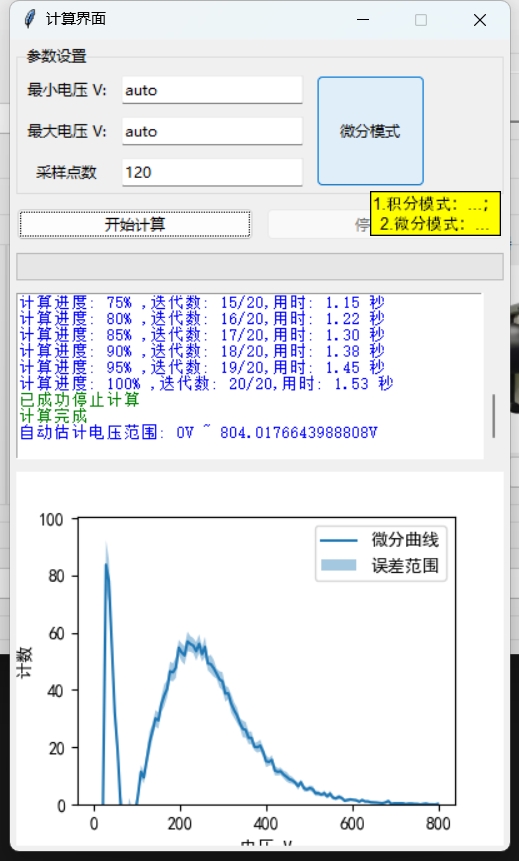 计算界面
参数设置
最小电压 V: auto
最大电压 V: auto
采样点数 120
微分模式
开始计算
停
1.积分模式: ...;
2.微分模式: ...
计算进度: 75% ,迭代数: 15/20,用时: 1.15 秒
计算进度: 80% ,迭代数: 16/20,用时: 1.22 秒
计算进度: 85% ,迭代数: 17/20,用时: 1.30 秒
计算进度: 90% ,迭代数: 18/20,用时: 1.38 秒
计算进度: 95% ,迭代数: 19/20,用时: 1.45 秒
计算进度: 100% ,迭代数: 20/20,用时: 1.53 秒
已成功停止计算
计算完成
自动估计电压范围: 0V ~ 804.0176643988808V
微分曲线
误差范围
100
80
60
40
20
0
计数
0 200 400 600 800
电压 V